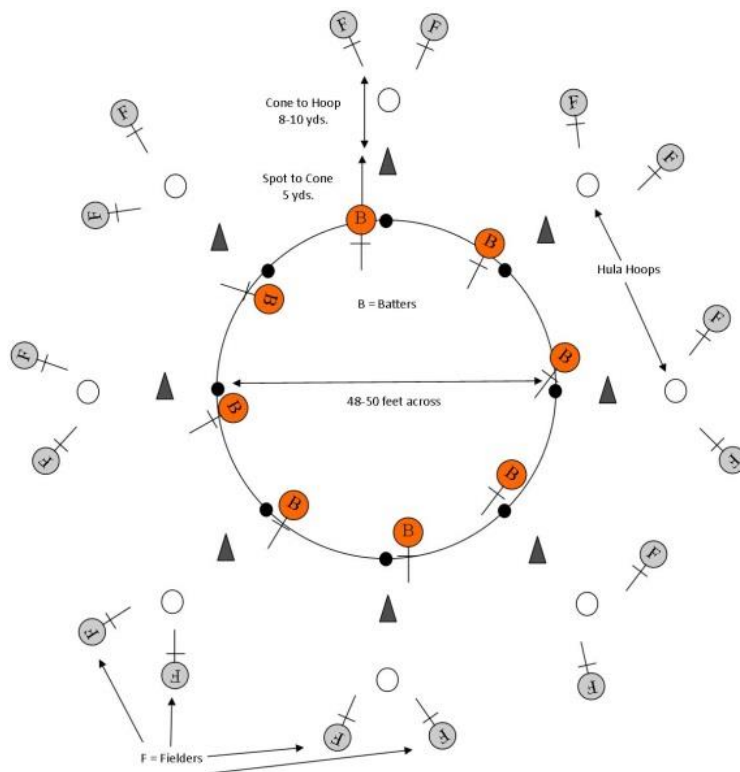 F
F
Cone to Hoop
8-10 yds.
F
F
F
Spot to Cone
5 yds.
F
B
B
Hula Hoops
B
B = Batters
F
F
B
48-50 feet across
B
F
F
B
B
B
F
F
F
F
F
F
F = Fielders